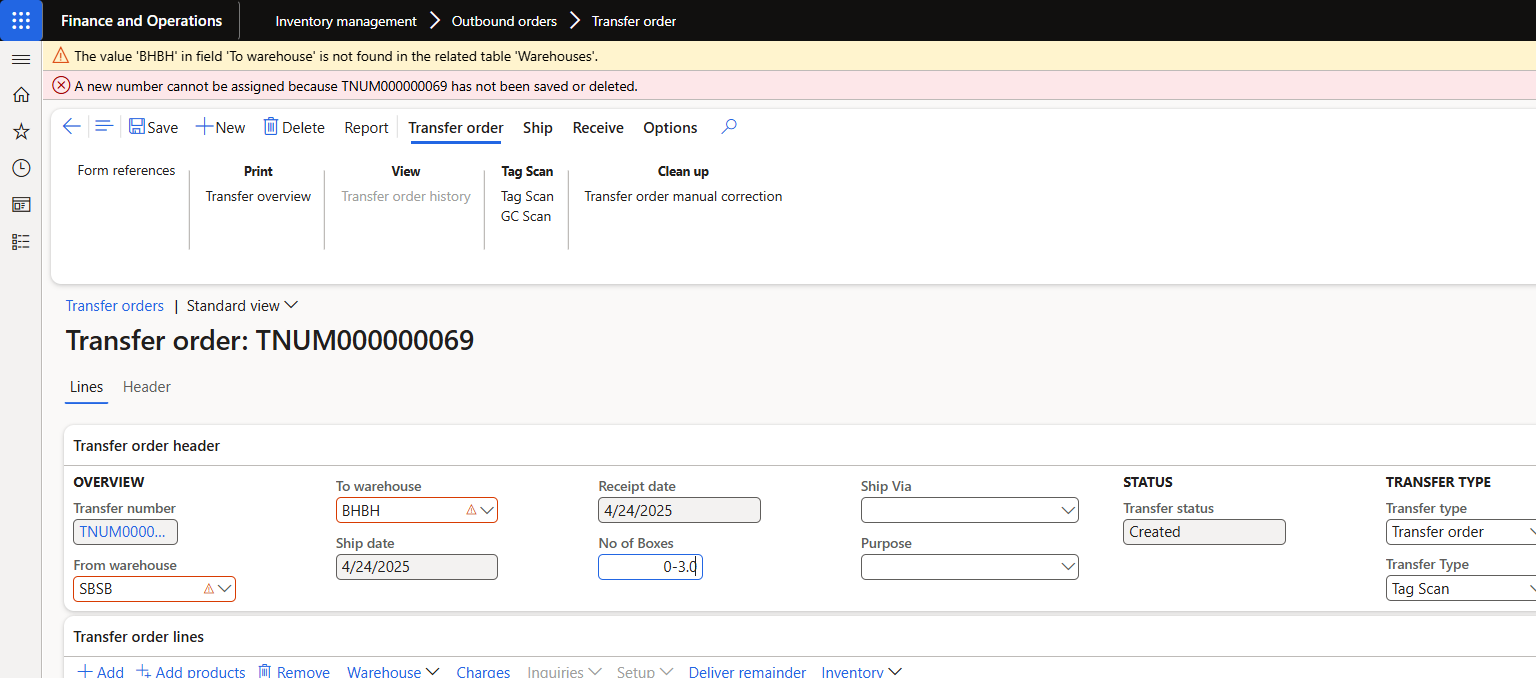 Finance and Operations
Inventory management
Outbound orders
Transfer order
The value 'BHBH' in field 'To warehouse' is not found in the related table 'Warehouses'.
A new number cannot be assigned because TNUM000000069 has not been saved or deleted.
Save
New
Delete
Report
Transfer order
Ship
Receive
Options
Form references
Print
Transfer overview
View
Transfer order history
Tag Scan
Tag Scan
GC Scan
Clean up
Transfer order manual correction
Transfer orders | Standard view
Transfer order: TNUM000000069
Lines
Header
Transfer order header
OVERVIEW
Transfer number
TNUM0000...
From warehouse
SBSB
To warehouse
BHBH
Ship date
4/24/2025
Receipt date
4/24/2025
No of Boxes
0-3.0
Ship Via
Purpose
STATUS
Transfer status
Created
TRANSFER TYPE
Transfer type
Transfer order
Transfer Type
Tag Scan
Transfer order lines
Add
Add products
Remove
Warehouse
Charges
Inquiries
Setup
Deliver remainder
Inventory